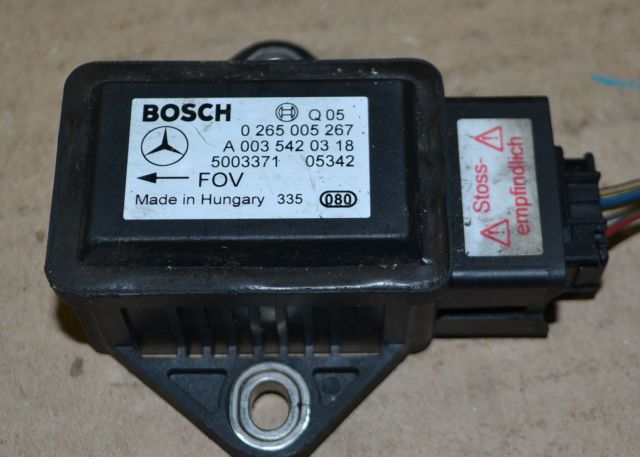 BOSCH
Q 05
0 265 005 267
A 003 542 03 18
5003371 05342
FOV
Made in Hungary 335 080
Stoss-
empfindlich